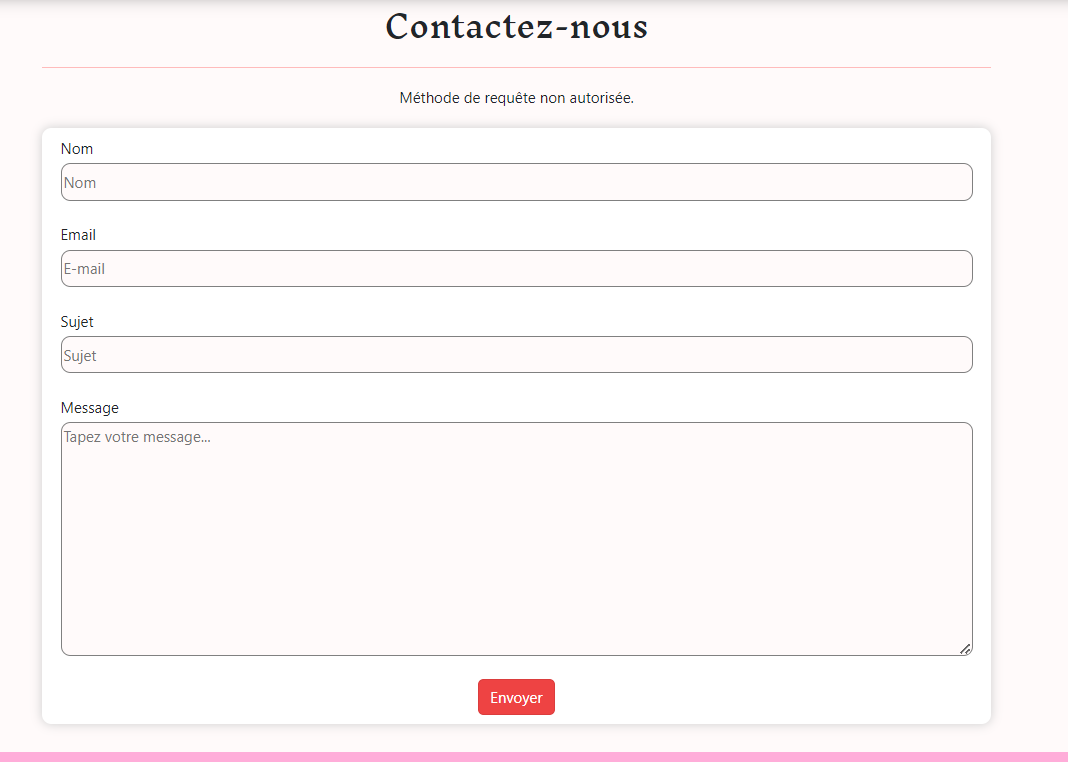 Contactez-nous
Méthode de requête non autorisée.
Nom
Nom
Email
E-mail
Sujet
Sujet
Message
Tapez votre message...
Envoyer